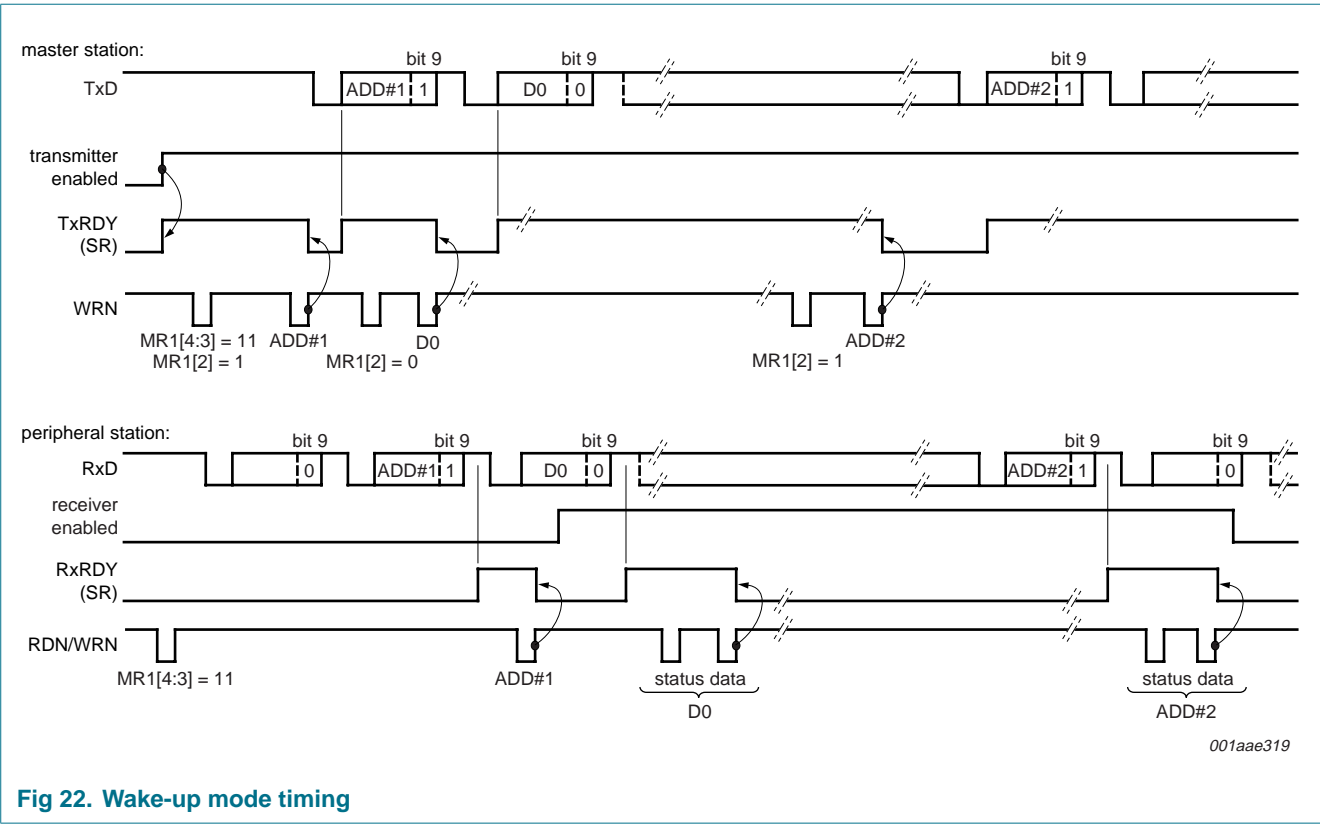 master station:
bit 9 bit 9 bit 9
TxD ADD#1 1 D0 0 ADD#2 1
transmitter
enabled
TxRDY
(SR)
WRN
MR1[4:3] = 11 ADD#1 D0 ADD#2
MR1[2] = 1 MR1[2] = 0 MR1[2] = 1
peripheral station:
bit 9 bit 9 bit 9 bit 9 bit 9
RxD 0 ADD#1 1 D0 0 ADD#2 1 0
receiver
enabled
RxRDY
(SR)
RDN/WRN
MR1[4:3] = 11 ADD#1 status data status data
D0 ADD#2
001aae319
Fig 22. Wake-up mode timing